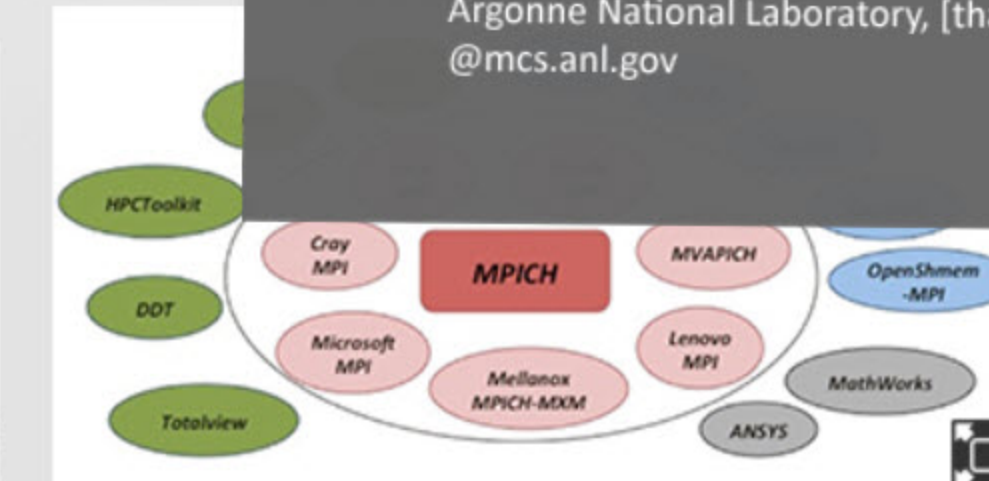 Argonne National Laboratory, [tha
@mcs.anl.gov
HPCToolkit
Cray
MPI
MPICH
MVAPICH
OpenShmem
-MPI
DDT
Microsoft
MPI
Lenovo
MPI
Mellanox
MPICH-MXM
MathWorks
Totalview
ANSYS